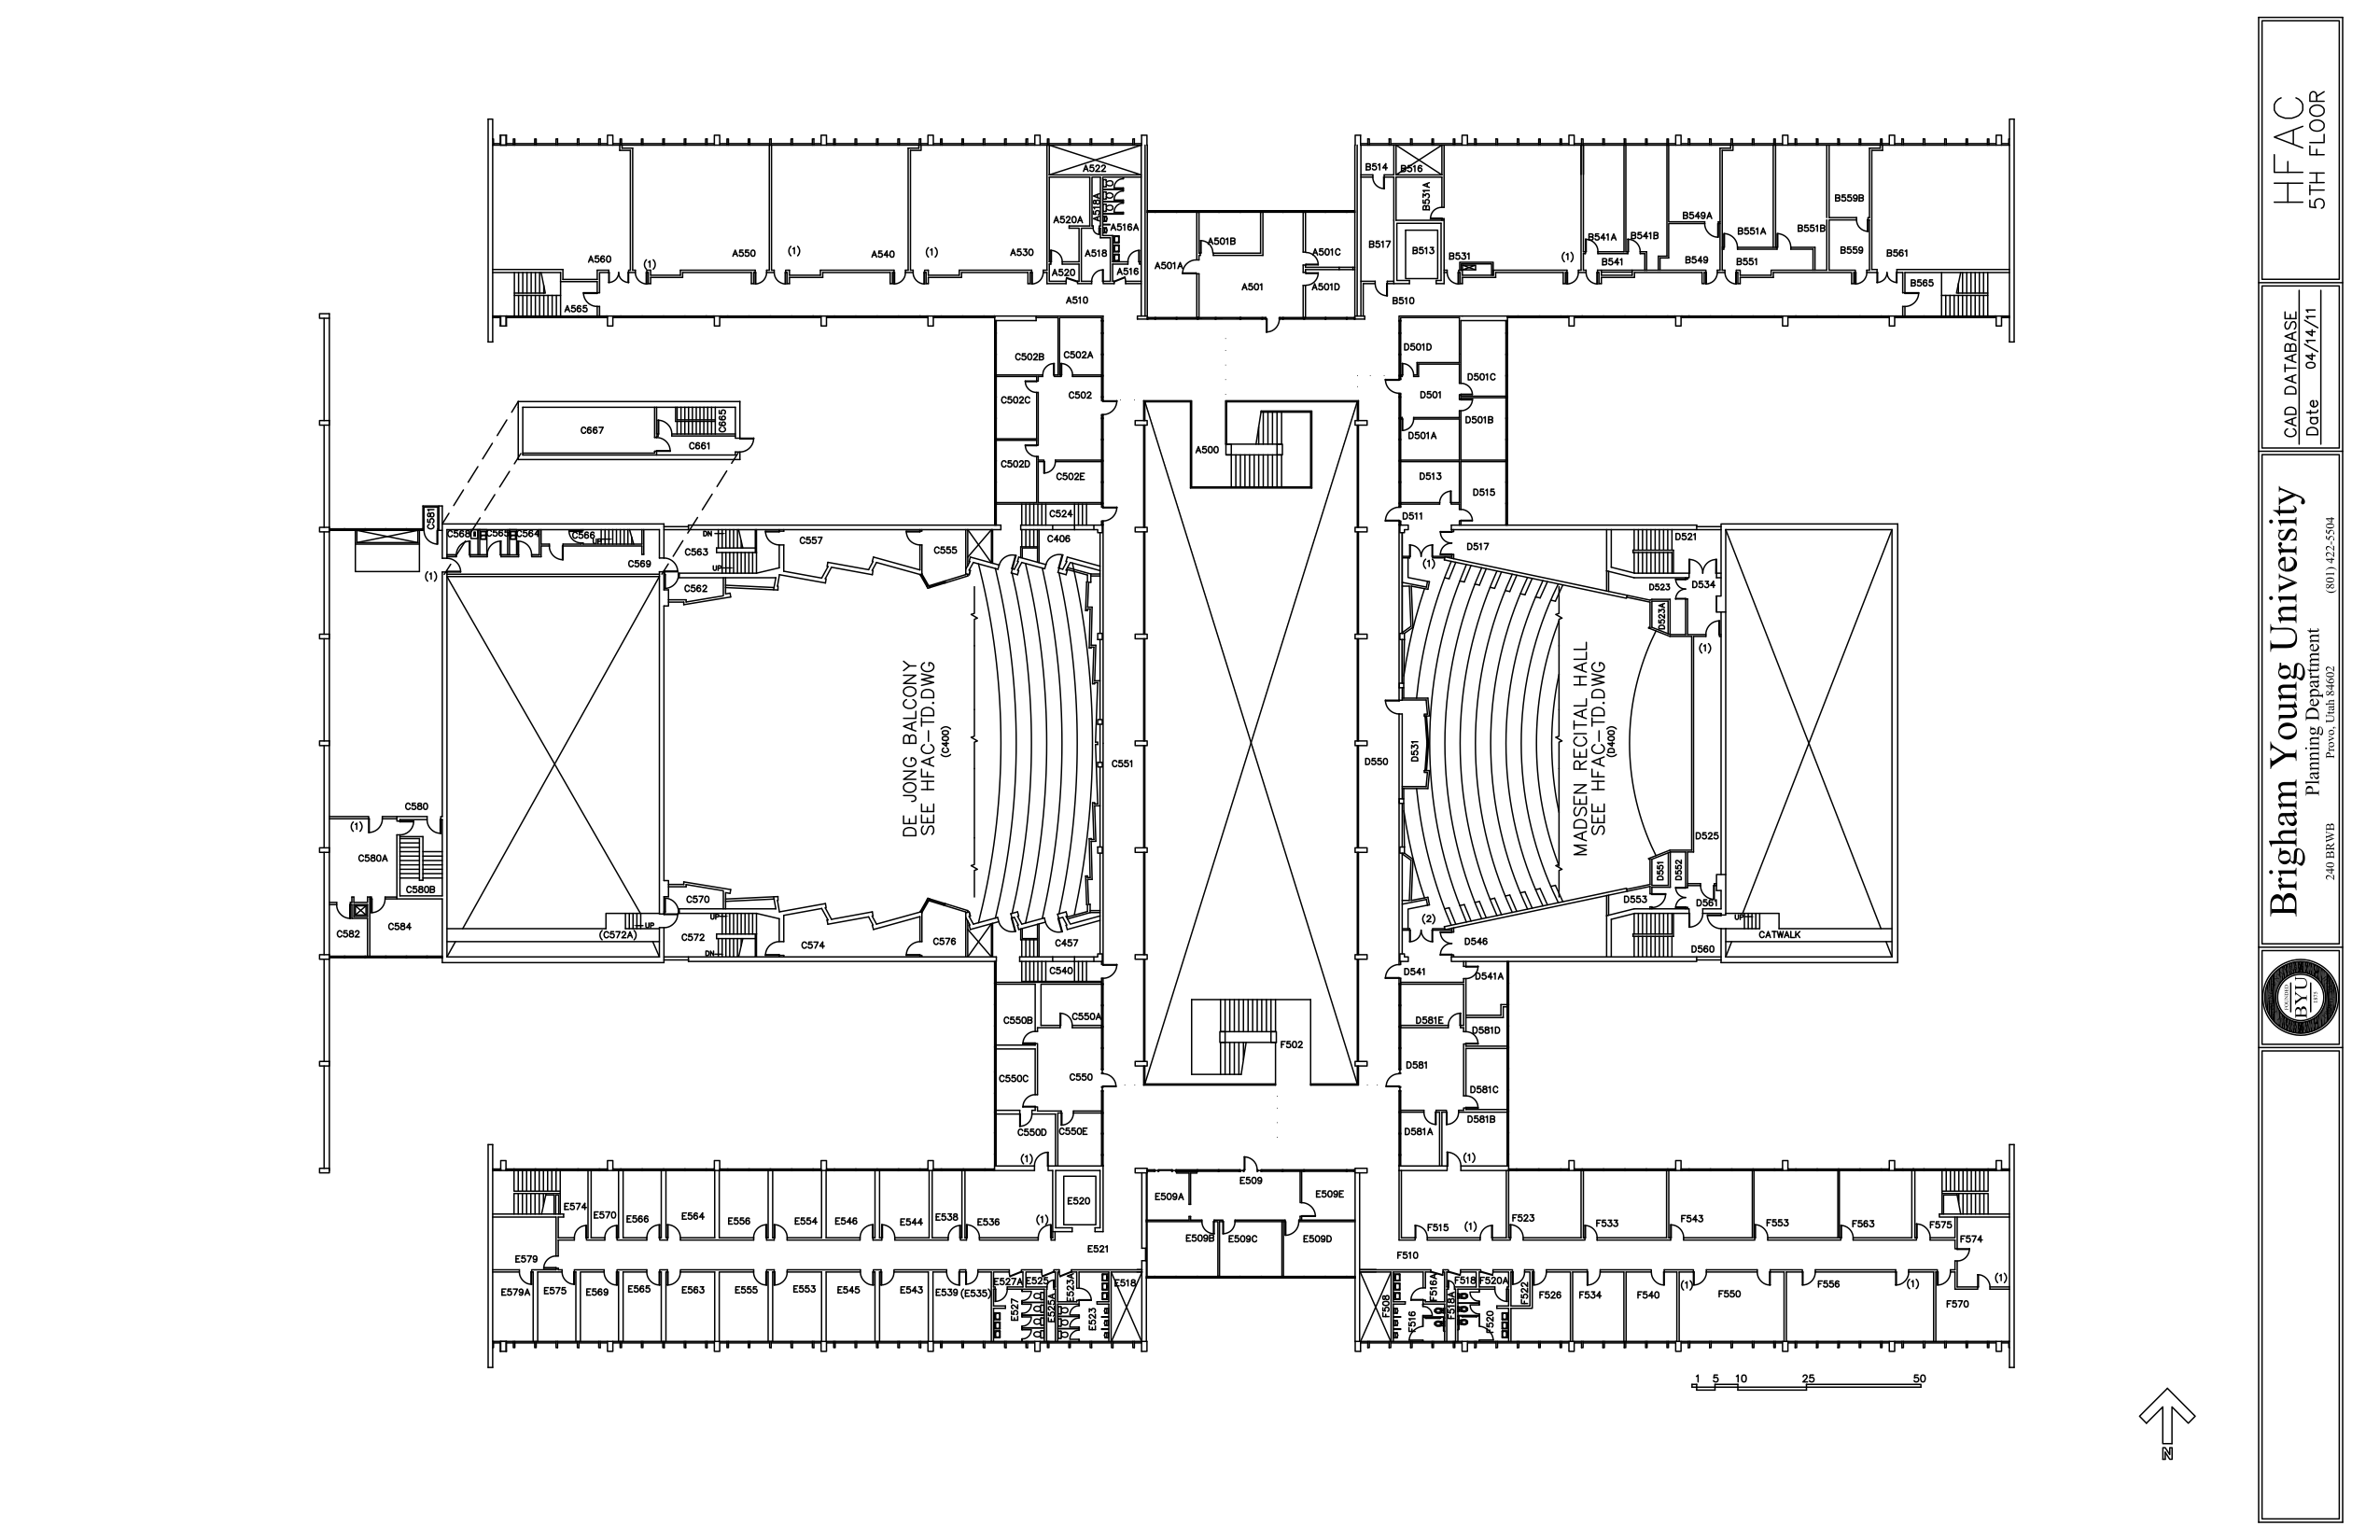 A522
A518A
A520A
A516A
A560
(1)
A550
(1)
A540
(1)
A530
A520
A518
A516
A565
A510
A501B
A501A
A501
A501C
A501D
B514
B516
B531A
B517
B513
B531
(1)
B541A
B541B
B541
B549A
B549
B551A
B551
B551B
B559B
B559
B561
B565
B510
C502B
C502A
C502C
C502
C502D
C502E
C524
C406
A500
D501D
D501C
D501
D501B
D501A
D513
D515
D511
D517
D521
(1)
D523
D534
D523A
(1)
C667
C665
C661
C581
C568
C565
C564
C566
UP
C569
(1)
C563
DN
UP
C562
C557
C555
DE JONG BALCONY
SEE HFAC-TD.DWG
(C400)
C551
D550
D531
MADSEN RECITAL HALL
SEE HFAC-TD.DWG
(D400)
D525
D551
D552
D553
D561
UP
CATWALK
D560
(2)
D546
D541
D541A
C580
(1)
C580A
C580B
C582
C584
UP
(C572A)
C570
UP
C572
DN
C574
C576
C457
C540
C550B
C550A
C550C
C550
C550D
C550E
(1)
F502
D581E
D581D
D581
D581C
D581A
D581B
(1)
E574
E570
E566
E564
E556
E554
E546
E544
E538
E536
(1)
E520
E521
E579
E579A
E575
E569
E565
E563
E555
E553
E545
E543
E539
(E535)
E527A
E525
E523A
E527
E525A
E523
E518
E509A
E509
E509E
E509B
E509C
E509D
F515
(1)
F523
F533
F543
F553
F563
F575
F574
F510
F508
F516A
F516
F518
F518A
F520A
F520
F522
F526
F534
F540
(1)
F550
F556
(1)
(1)
F570
1 5 10 25 50
N
HFAC
5TH FLOOR
CAD DATABASE
Date 04/14/11
Brigham Young University
Planning Department
240 BRWB Provo, Utah 84602 (801) 422-5504
FOUNDED
BYU
1875